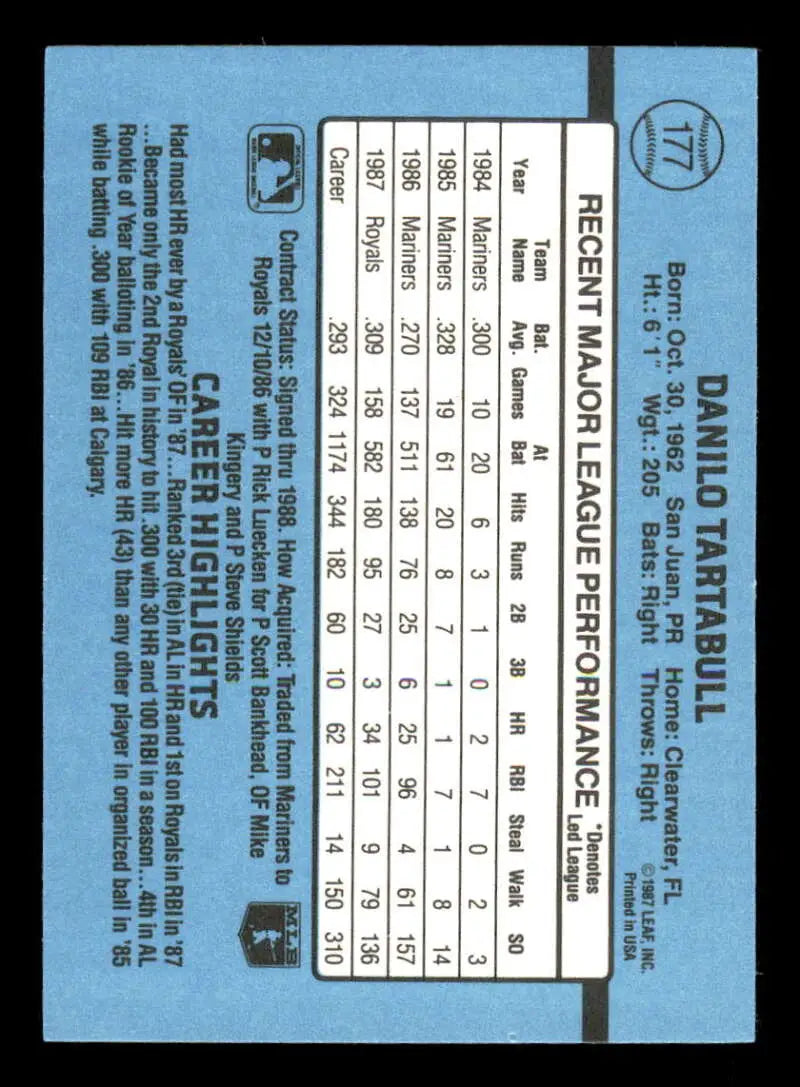 177
DANILO TARTABULL
Born: Oct. 30, 1962 San Juan, PR Home: Clearwater, FL
Ht.: 6'1" Wgt.: 205 Bats: Right Throws: Right
©1987 LEAF, INC.
Printed in USA
RECENT MAJOR LEAGUE PERFORMANCE
*Denotes
Led League
Year Team Name Bat. Avg. Games At Bat Hits Runs 2B 3B HR RBI Steal Walk SO
1984 Mariners .300 10 20 6 3 1 0 2 7 0 2 3
1985 Mariners .328 19 61 20 8 7 1 1 7 1 8 14
1986 Mariners .270 137 511 138 76 25 6 25 96 4 61 157
1987 Royals .309 158 582 180 95 27 3 34 101 9 79 136
Career .293 324 1174 344 182 60 10 62 211 14 150 310
Contract Status: Signed thru 1988. How Acquired: Traded from Mariners to
Royals 12/10/86 with P Rick Luecken for P Scott Bankhead, OF Mike
Kingery and P Steve Shields
MLB
CAREER HIGHLIGHTS
Had most HR ever by a Royals' OF in '87...Ranked 3rd (tie) in AL in HR and 1st on Royals in RBI in '87
...Became only the 2nd Royal in history to hit .300 with 30 HR and 100 RBI in a season...4th in AL
Rookie of Year balloting in '86...Hit more HR (43) than any other player in organized ball in '85
while batting .300 with 109 RBI at Calgary.